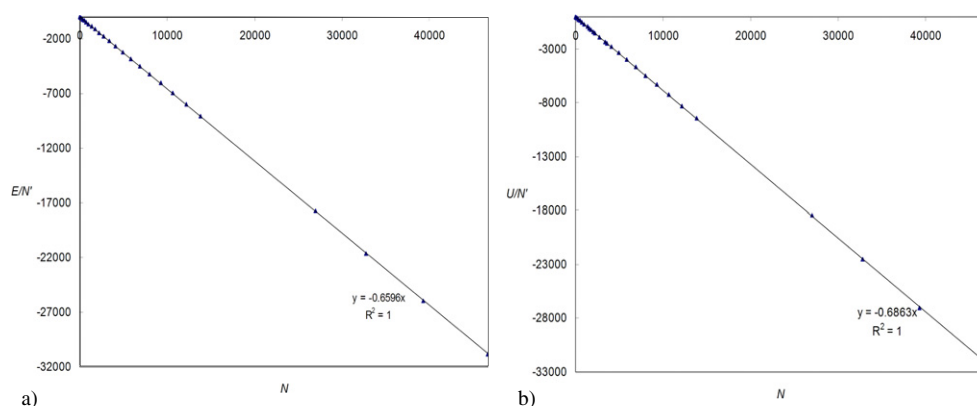 0 10000 20000 30000 40000
-2000
-7000
-12000
-17000
-22000
-27000
-32000
E/N'
y = -0.6596x
R² = 1
N
a)
0 10000 20000 30000 40000
-3000
-8000
-13000
-18000
-23000
-28000
-33000
U/N'
y = -0.6863x
R² = 1
N
b)